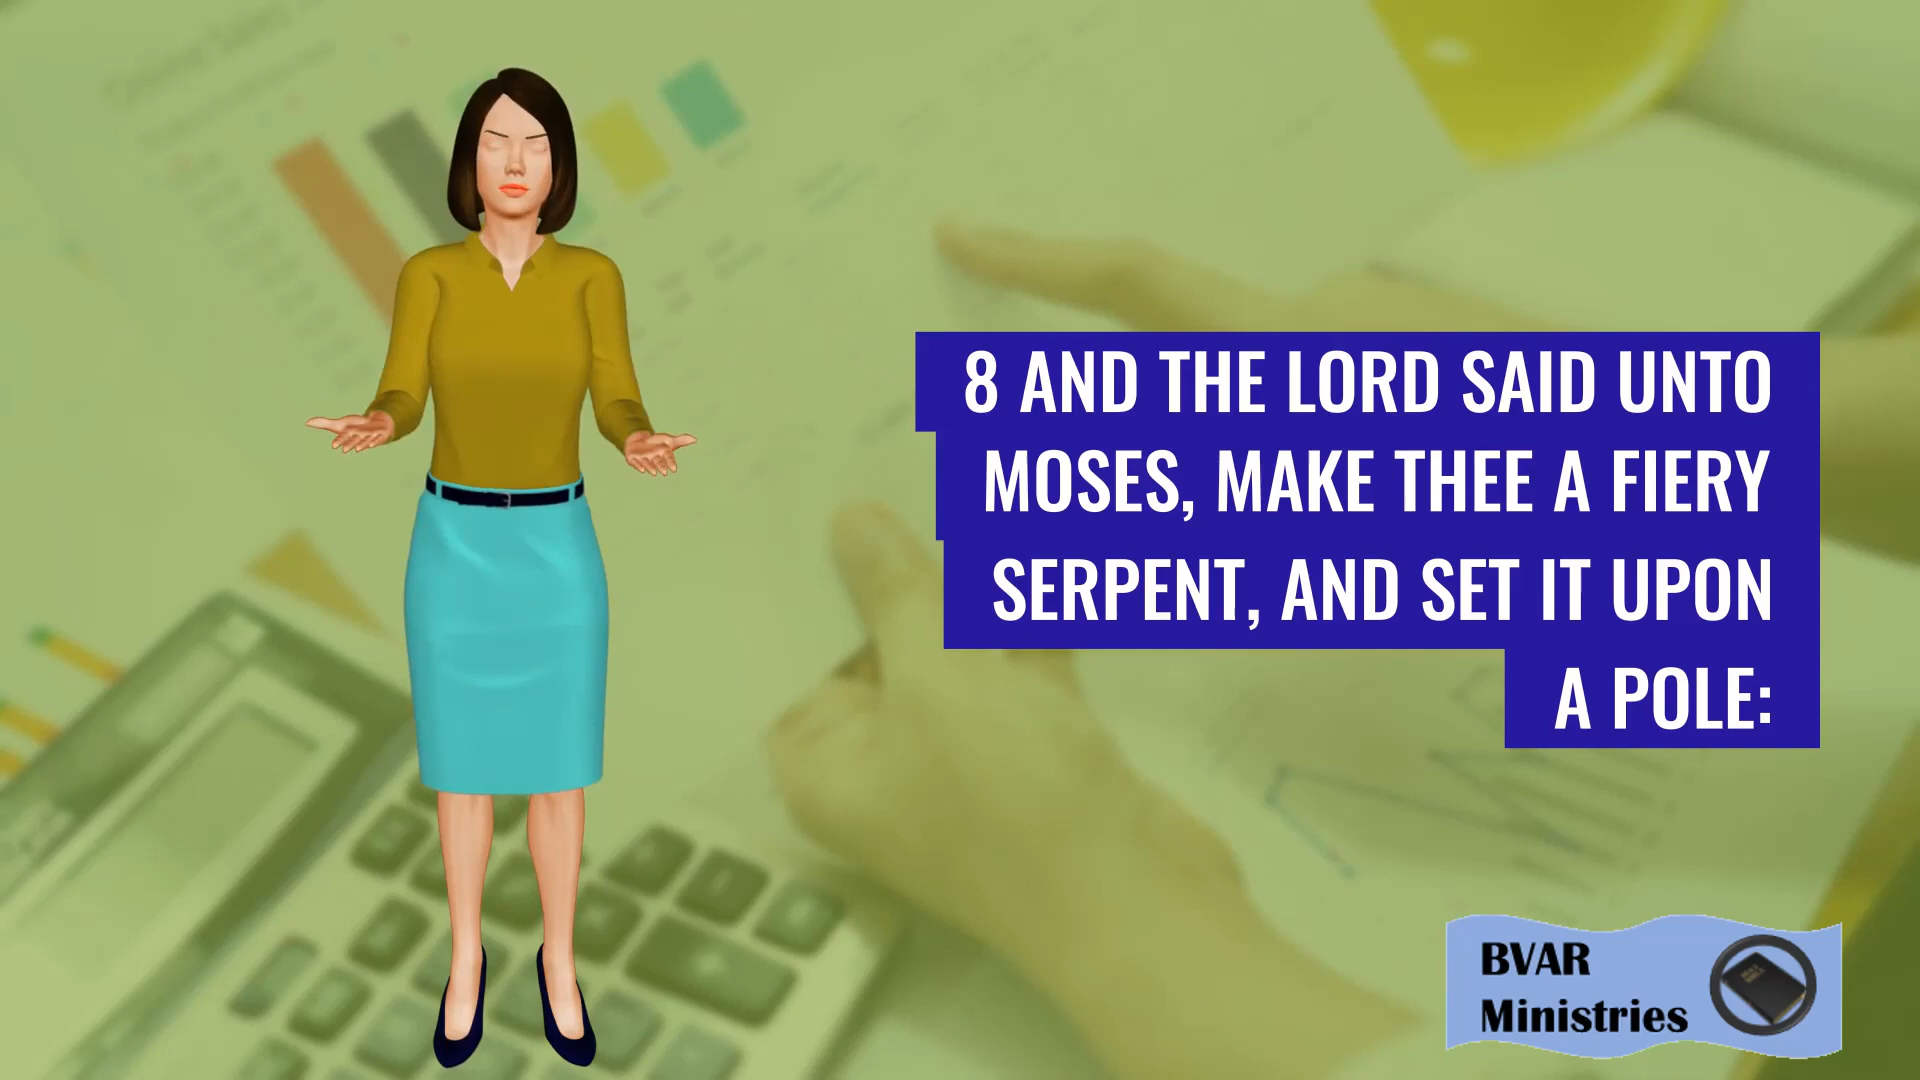 8 AND THE LORD SAID UNTO
MOSES, MAKE THEE A FIERY
SERPENT, AND SET IT UPON
A POLE:
BVAR
Ministries